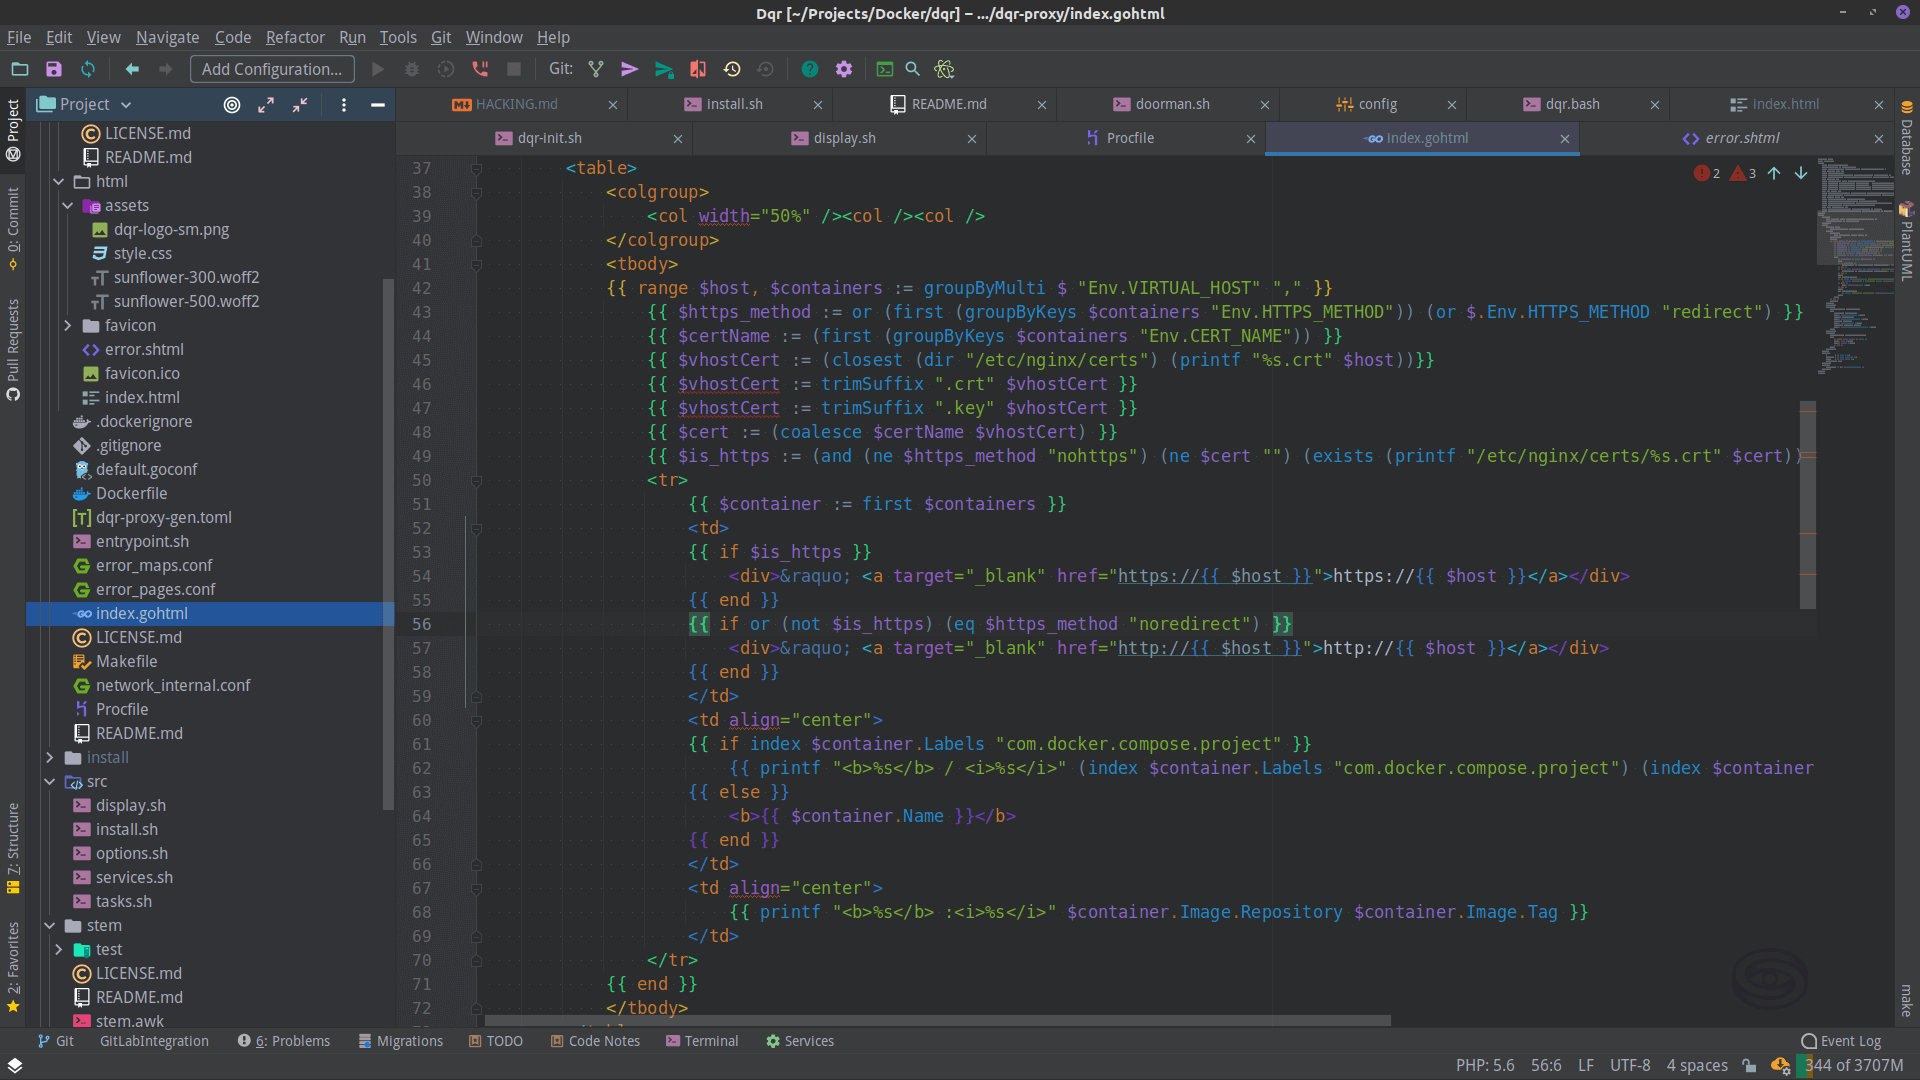 Dqr [~/Projects/Docker/dqr] – .../dqr-proxy/index.gohtml
File Edit View Navigate Code Refactor Run Tools Git Window Help
Add Configuration... Git:
Project
HACKING.md install.sh README.md doorman.sh config dqr.bash index.html
dqr-init.sh display.sh Procfile index.gohtml error.shtml
Project
0: Commit
Pull Requests
7: Structure
2: Favorites
LICENSE.md
README.md
html
assets
dqr-logo-sm.png
style.css
sunflower-300.woff2
sunflower-500.woff2
favicon
error.shtml
favicon.ico
index.html
.dockerignore
.gitignore
default.goconf
Dockerfile
dqr-proxy-gen.toml
entrypoint.sh
error_maps.conf
error_pages.conf
index.gohtml
LICENSE.md
Makefile
network_internal.conf
Procfile
README.md
install
src
display.sh
install.sh
options.sh
services.sh
tasks.sh
stem
test
LICENSE.md
README.md
stem.awk
2 3
37 <table>
38 <colgroup>
39 <col width="50%" /><col /><col />
40 </colgroup>
41 <tbody>
42 {{ range $host, $containers := groupByMulti $ "Env.VIRTUAL_HOST" "," }}
43 {{ $https_method := or (first (groupByKeys $containers "Env.HTTPS_METHOD")) (or $.Env.HTTPS_METHOD "redirect") }}
44 {{ $certName := (first (groupByKeys $containers "Env.CERT_NAME")) }}
45 {{ $vhostCert := (closest (dir "/etc/nginx/certs") (printf "%s.crt" $host))}}
46 {{ $vhostCert := trimSuffix ".crt" $vhostCert }}
47 {{ $vhostCert := trimSuffix ".key" $vhostCert }}
48 {{ $cert := (coalesce $certName $vhostCert) }}
49 {{ $is_https := (and (ne $https_method "nohttps") (ne $cert "") (exists (printf "/etc/nginx/certs/%s.crt" $cert))
50 <tr>
51 {{ $container := first $containers }}
52 <td>
53 {{ if $is_https }}
54 <div>&raquo; <a target="_blank" href="https://{{ $host }}">https://{{ $host }}</a></div>
55 {{ end }}
56 {{ if or (not $is_https) (eq $https_method "noredirect") }}
57 <div>&raquo; <a target="_blank" href="http://{{ $host }}">http://{{ $host }}</a></div>
58 {{ end }}
59 </td>
60 <td align="center">
61 {{ if index $container.Labels "com.docker.compose.project" }}
62 {{ printf "<b>%s</b> / <i>%s</i>" (index $container.Labels "com.docker.compose.project") (index $container
63 {{ else }}
64 <b>{{ $container.Name }}</b>
65 {{ end }}
66 </td>
67 <td align="center">
68 {{ printf "<b>%s</b> :<i>%s</i>" $container.Image.Repository $container.Image.Tag }}
69 </td>
70 </tr>
71 {{ end }}
72 </tbody>
Database
PlantUML
make
Git GitLabIntegration 6: Problems Migrations TODO Code Notes Terminal Services Event Log
PHP: 5.6 56:6 LF UTF-8 4 spaces 344 of 3707M